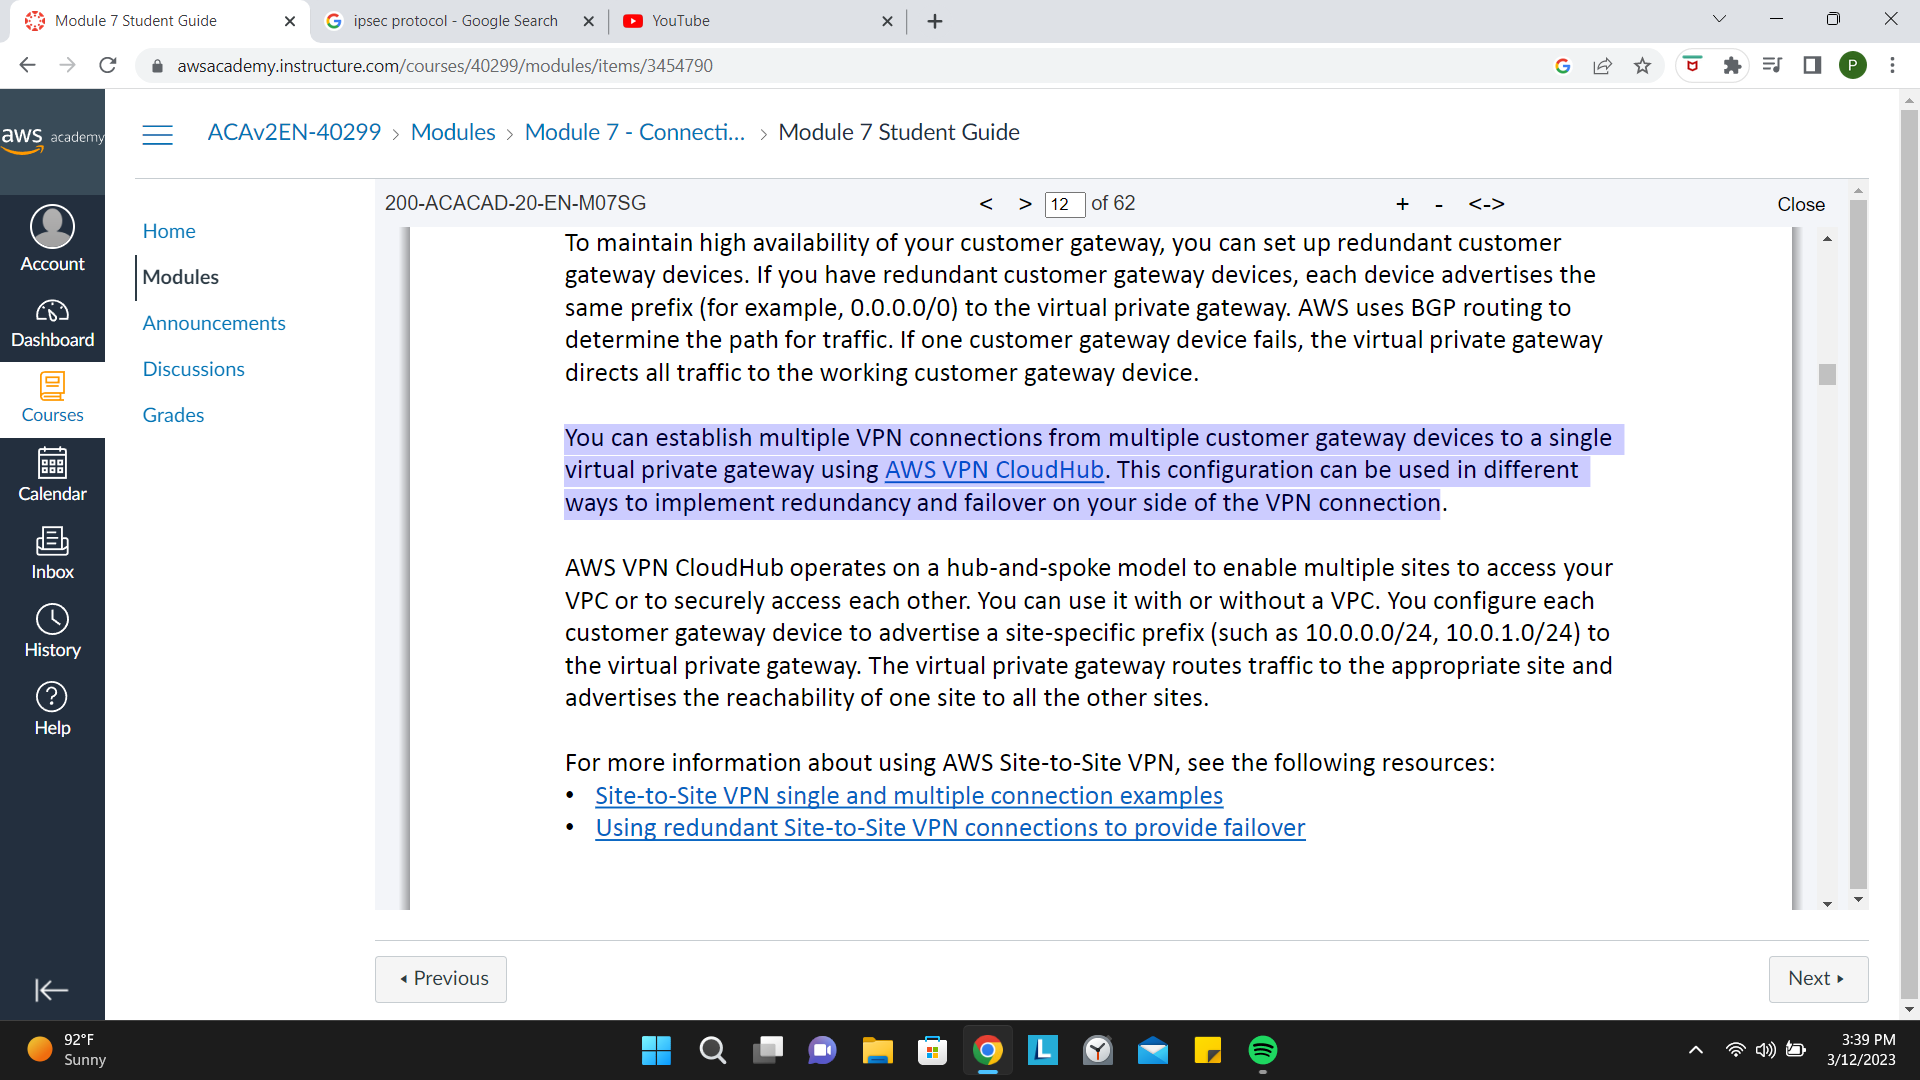 Module 7 Student Guide
ipsec protocol - Google Search
YouTube
awsacademy.instructure.com/courses/40299/modules/items/3454790
P
aws academy
ACAv2EN-40299 > Modules > Module 7 - Connecti... > Module 7 Student Guide
Account
Dashboard
Courses
Calendar
Inbox
History
Help
Home
Modules
Announcements
Discussions
Grades
200-ACACAD-20-EN-M07SG
< > 12 of 62
+ - <->
Close
To maintain high availability of your customer gateway, you can set up redundant customer
gateway devices. If you have redundant customer gateway devices, each device advertises the
same prefix (for example, 0.0.0.0/0) to the virtual private gateway. AWS uses BGP routing to
determine the path for traffic. If one customer gateway device fails, the virtual private gateway
directs all traffic to the working customer gateway device.
You can establish multiple VPN connections from multiple customer gateway devices to a single
virtual private gateway using AWS VPN CloudHub. This configuration can be used in different
ways to implement redundancy and failover on your side of the VPN connection.
AWS VPN CloudHub operates on a hub-and-spoke model to enable multiple sites to access your
VPC or to securely access each other. You can use it with or without a VPC. You configure each
customer gateway device to advertise a site-specific prefix (such as 10.0.0.0/24, 10.0.1.0/24) to
the virtual private gateway. The virtual private gateway routes traffic to the appropriate site and
advertises the reachability of one site to all the other sites.
For more information about using AWS Site-to-Site VPN, see the following resources:
• Site-to-Site VPN single and multiple connection examples
• Using redundant Site-to-Site VPN connections to provide failover
Previous
Next
92°F
Sunny
L
3:39 PM
3/12/2023